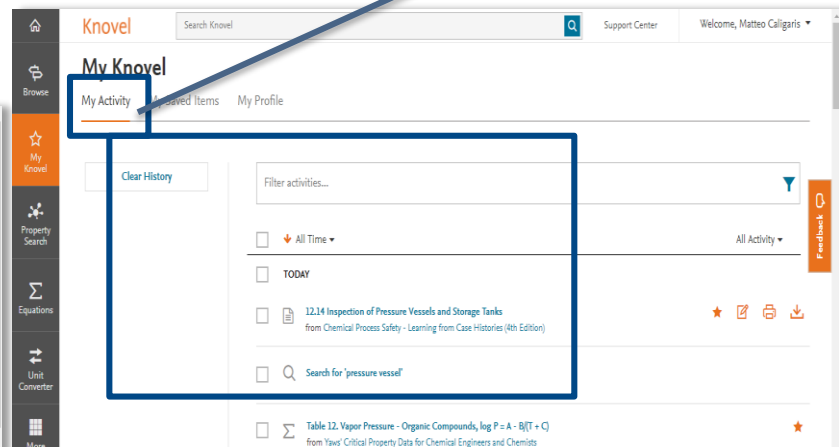 Knovel
Search Knovel
Support Center
Welcome, Matteo Caligaris
My Knovel
My Activity My Saved Items My Profile
Browse
My
Knovel
Property
Search
Equations
Unit
Converter
More
Clear History
Filter activities...
All Time
All Activity
TODAY
12.14 Inspection of Pressure Vessels and Storage Tanks
from Chemical Process Safety - Learning from Case Histories (4th Edition)
Search for 'pressure vessel'
Table 12. Vapor Pressure - Organic Compounds, log P = A - B/(T + C)
from Yaws' Critical Property Data for Chemical Engineers and Chemists
Feedback